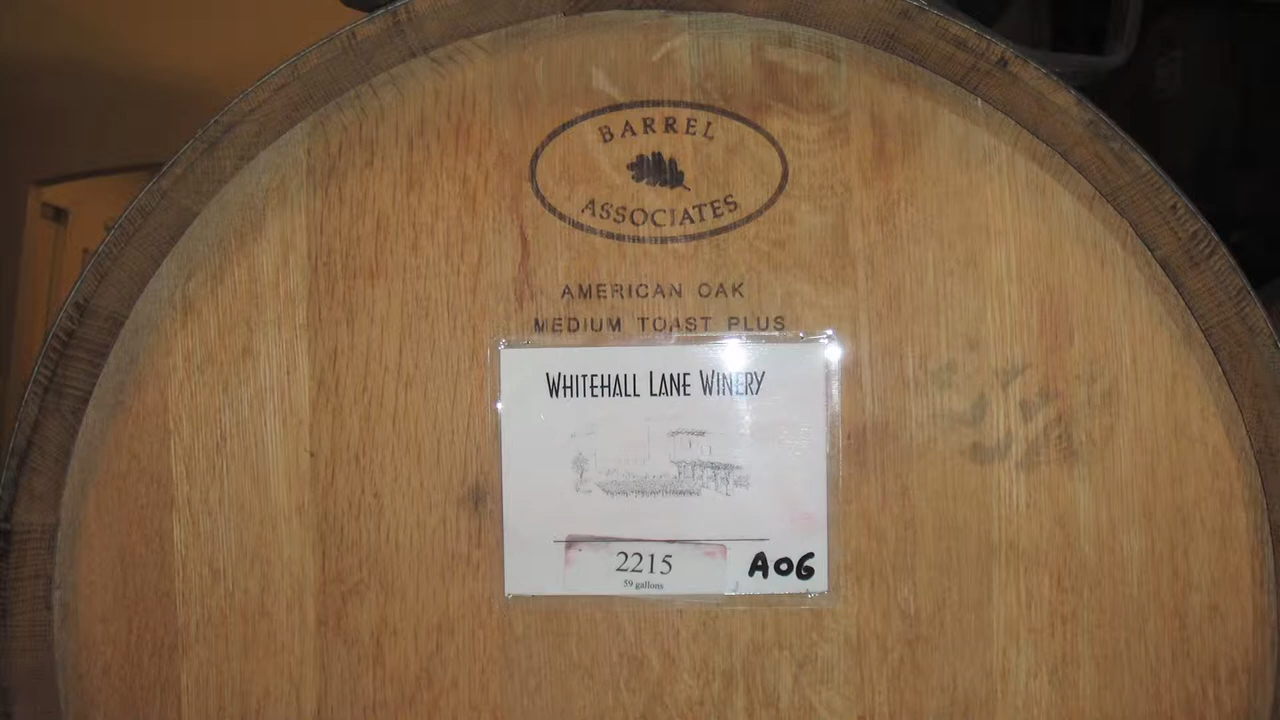 BARREL
ASSOCIATES
AMERICAN OAK
MEDIUM TOAST PLUS
WHITEHALL LANE WINERY
2215
59 gallons
A06